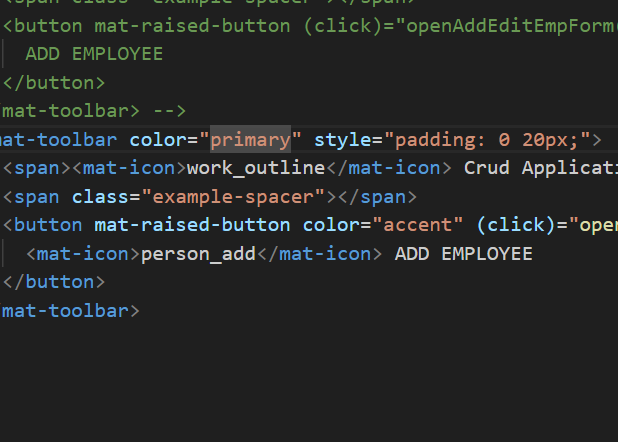 <span class="example-spacer"></span>
<button mat-raised-button (click)="openAddEditEmpForm(
ADD EMPLOYEE
</button>
mat-toolbar> -->
mat-toolbar color="primary" style="padding: 0 20px;">
<span><mat-icon>work_outline</mat-icon> Crud Applicati
<span class="example-spacer"></span>
<button mat-raised-button color="accent" (click)="open
<mat-icon>person_add</mat-icon> ADD EMPLOYEE
</button>
mat-toolbar>